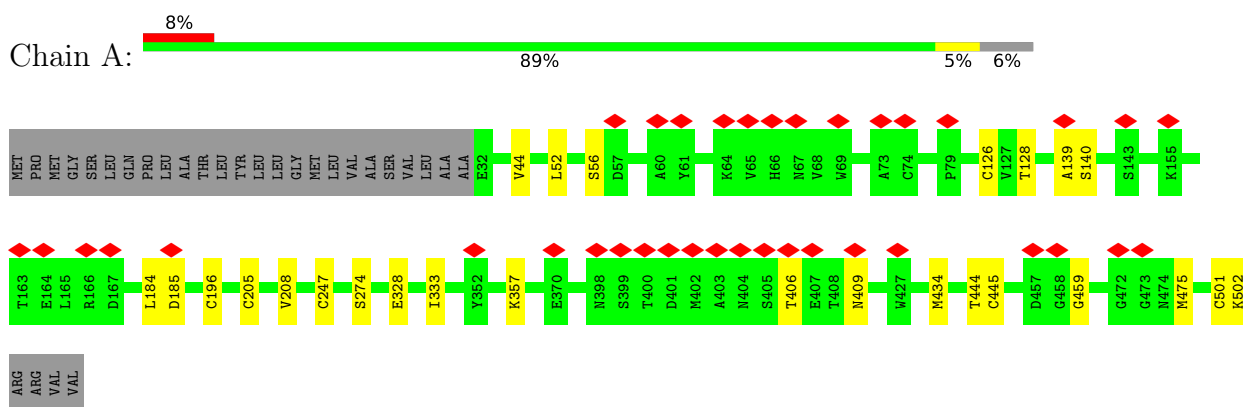 8%
Chain A:
89% 5% 6%
MET PRO MET GLY SER LEU GLN PRO LEU ALA THR LEU TYR LEU LEU GLY MET LEU VAL ALA SER VAL LEU ALA ALA E32 V44 L52 S56 D57 A60 Y61 K64 V65 H66 N67 V68 W69 A73 C74 P79 C126 V127 T128 A139 S140 S143 K155
T163 E164 L165 R166 D167 L184 D185 C196 C205 V208 C247 S274 E328 I333 Y352 K357 E370 N398 S399 T400 D401 M402 A403 N404 S405 T406 E407 T408 N409 W427 M434 T444 C445 D457 G458 G459 G472 G473 N474 M475 C501 K502
ARG ARG VAL VAL